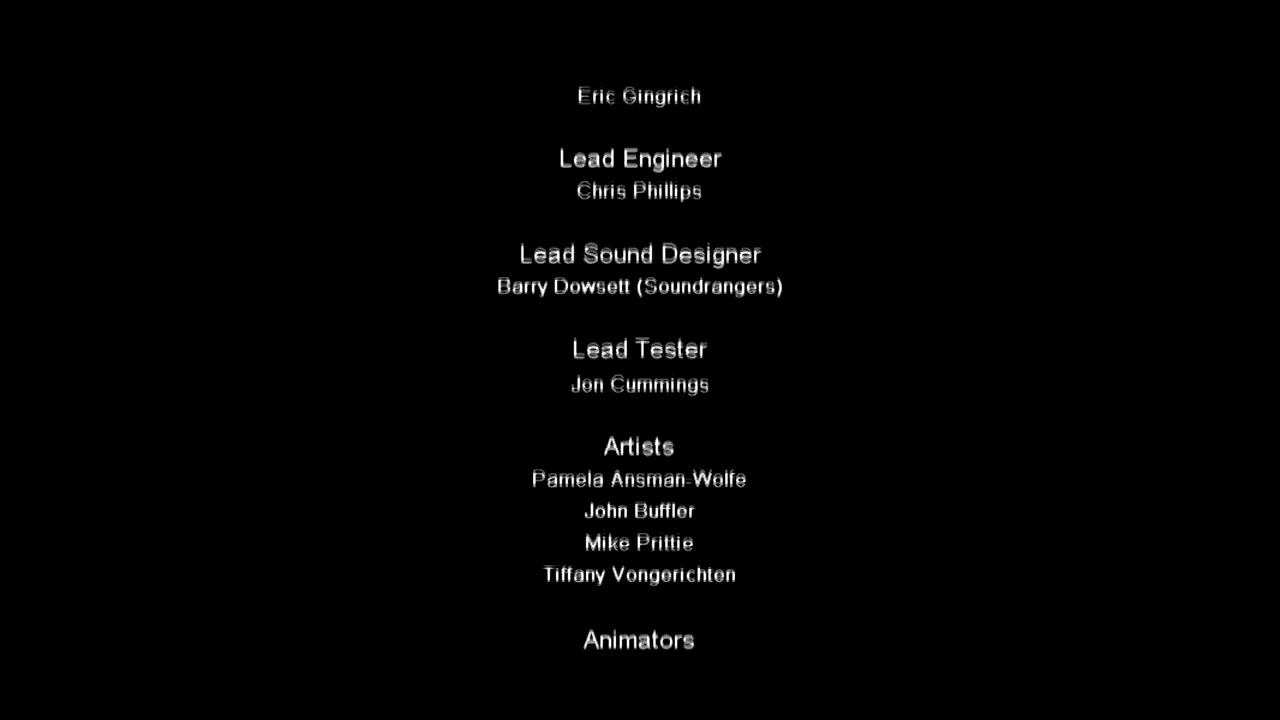 Eric Gingrich
Lead Engineer
Chris Phillips
Lead Sound Designer
Barry Dowsett (Soundrangers)
Lead Tester
Jon Cummings
Artists
Pamela Ansman-Wolfe
John Buffler
Mike Prittie
Tiffany Vongerichten
Animators